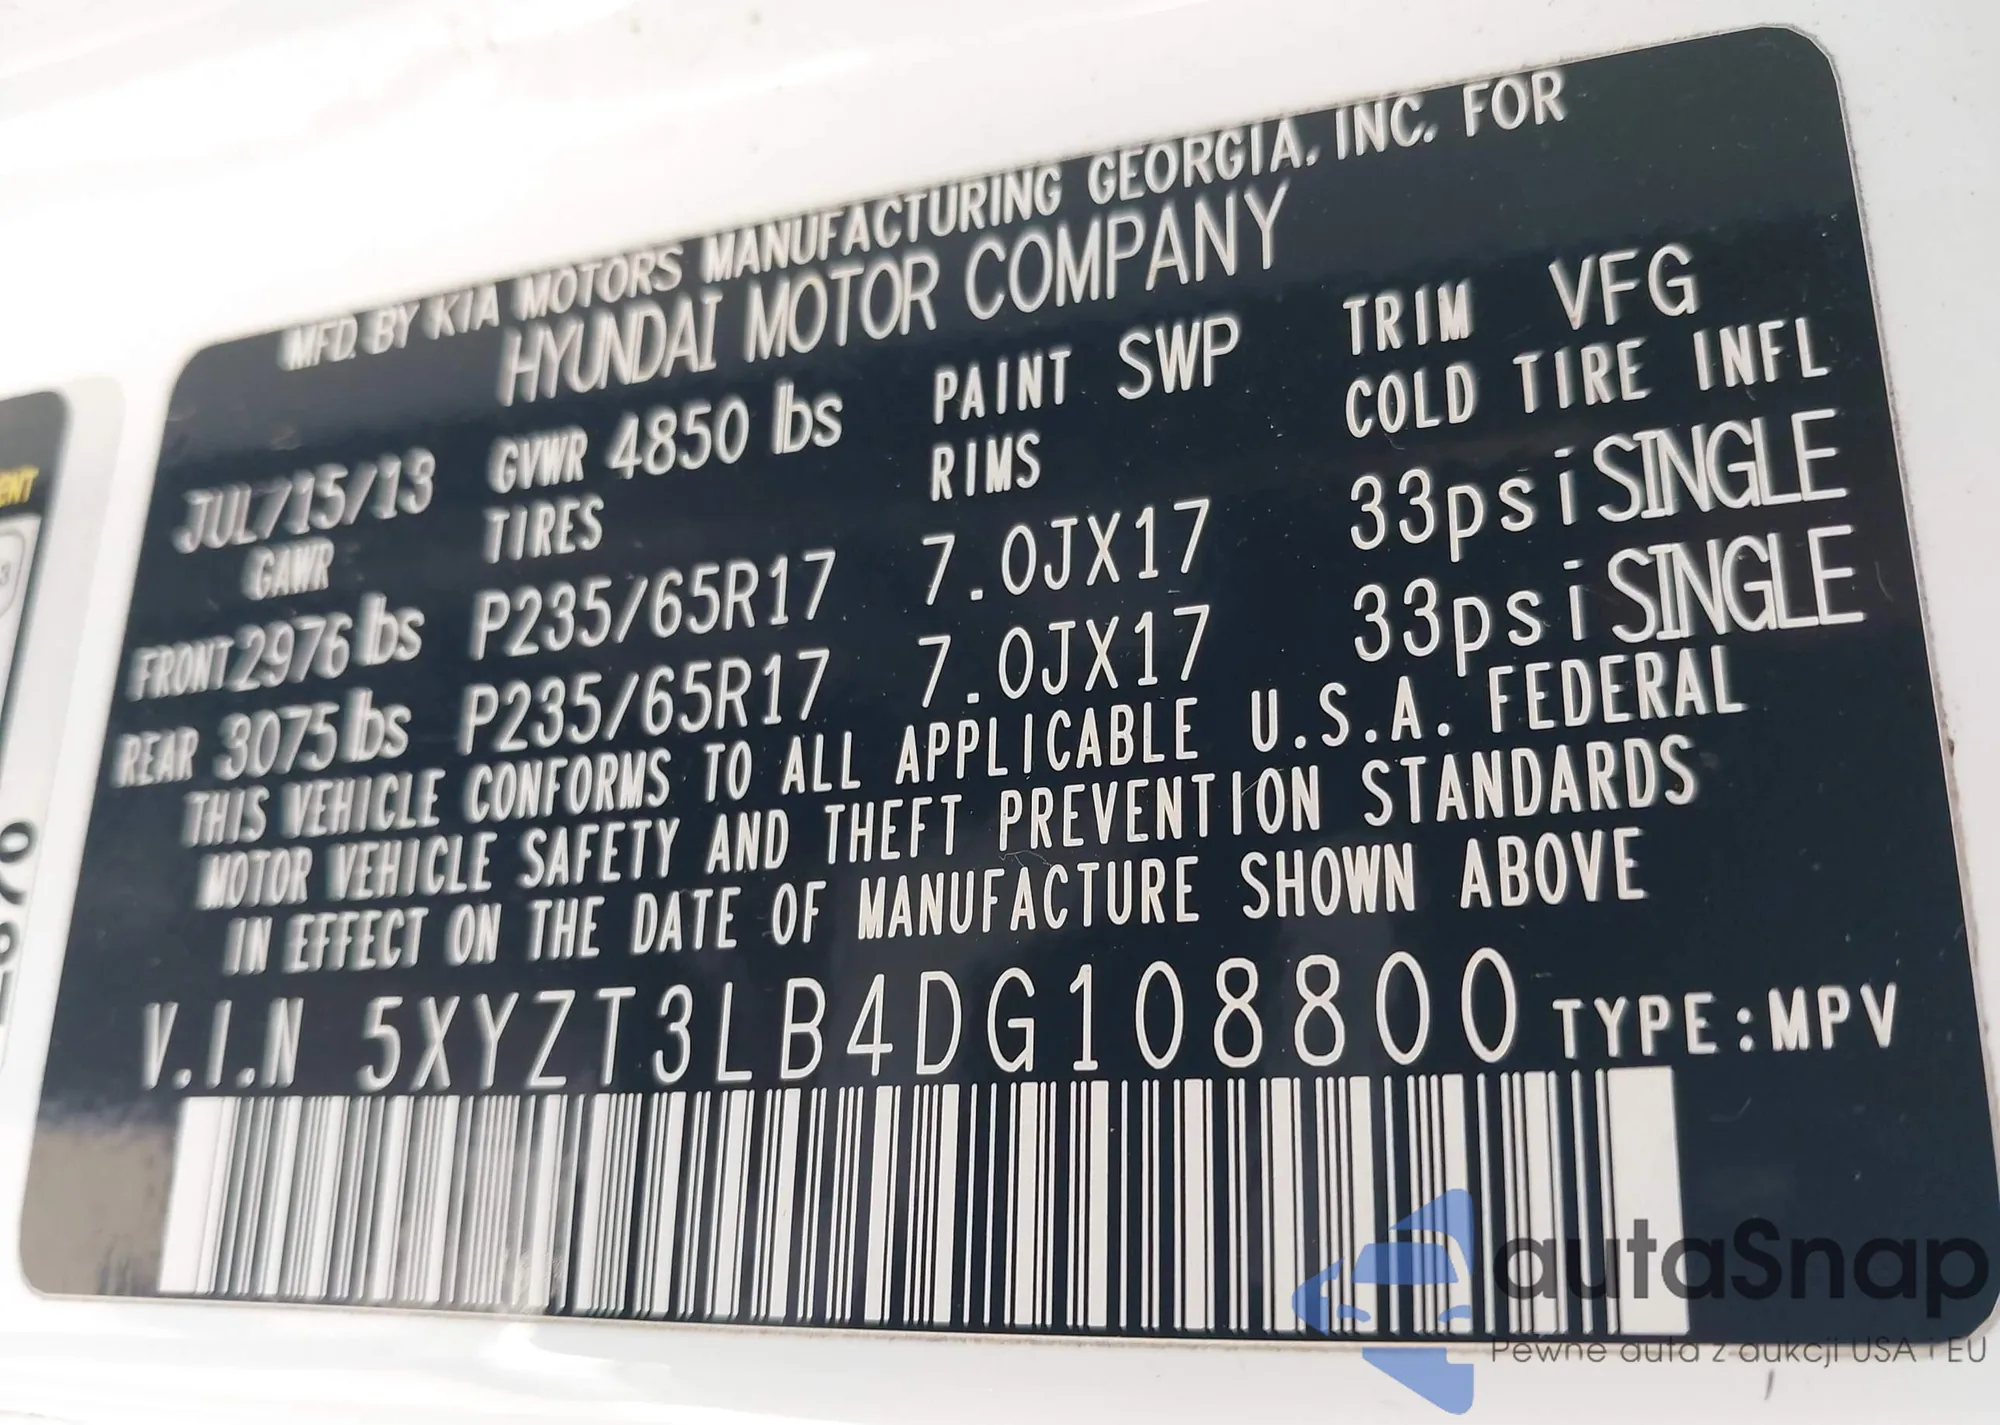 MFD. BY KIA MOTORS MANUFACTURING GEORGIA, INC. FOR
HYUNDAI MOTOR COMPANY
JUL/15/13 GVWR 4850 lbs PAINT SWP TRIM VFG
GAWR TIRES RIMS COLD TIRE INFL
FRONT 2976 lbs P235/65R17 7.0JX17 33psi SINGLE
REAR 3075 lbs P235/65R17 7.0JX17 33psi SINGLE
THIS VEHICLE CONFORMS TO ALL APPLICABLE U.S.A. FEDERAL
MOTOR VEHICLE SAFETY AND THEFT PREVENTION STANDARDS
IN EFFECT ON THE DATE OF MANUFACTURE SHOWN ABOVE
V.I.N 5XYZT3LB4DG108800 TYPE:MPV
autaSnap
Pewne auta z aukcji USA i EU